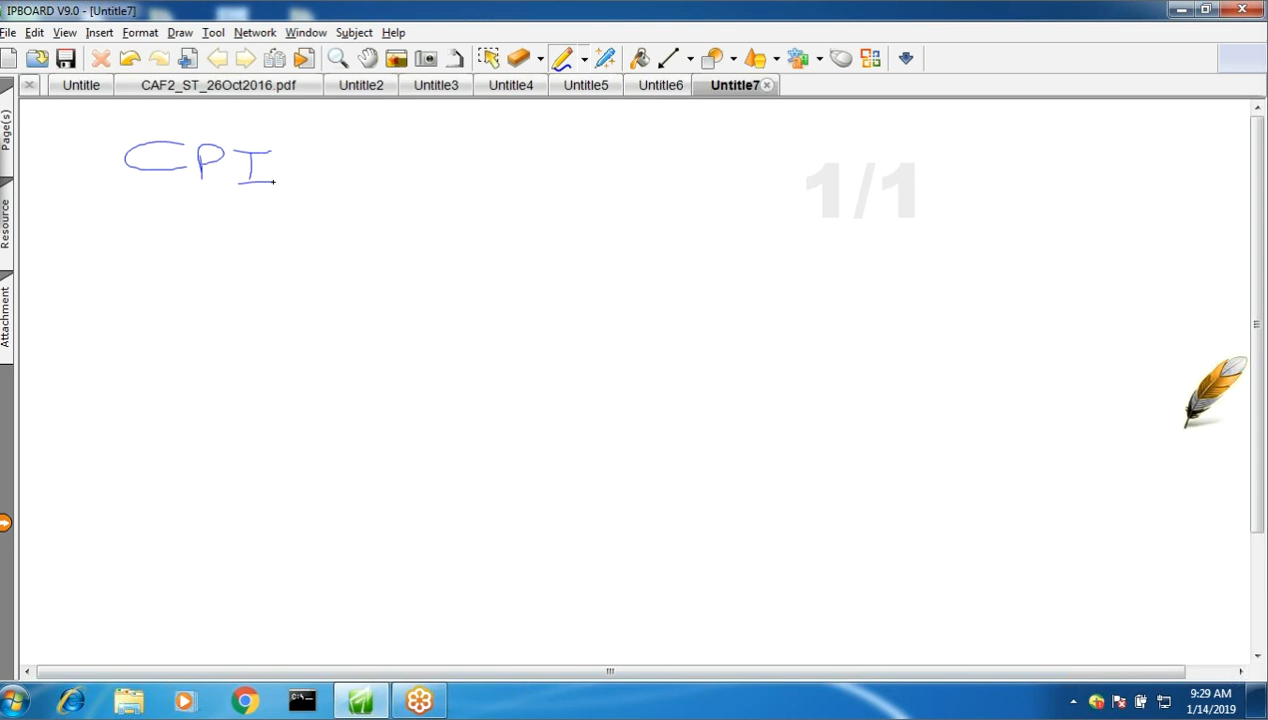 IPBOARD V9.0 - [Untitle7]
File Edit View Insert Format Draw Tool Network Window Subject Help
Untitle CAF2_ST_26Oct2016.pdf Untitle2 Untitle3 Untitle4 Untitle5 Untitle6 Untitle7
Page(s)
Resource
Attachment
CPI
1/1
9:29 AM
1/14/2019